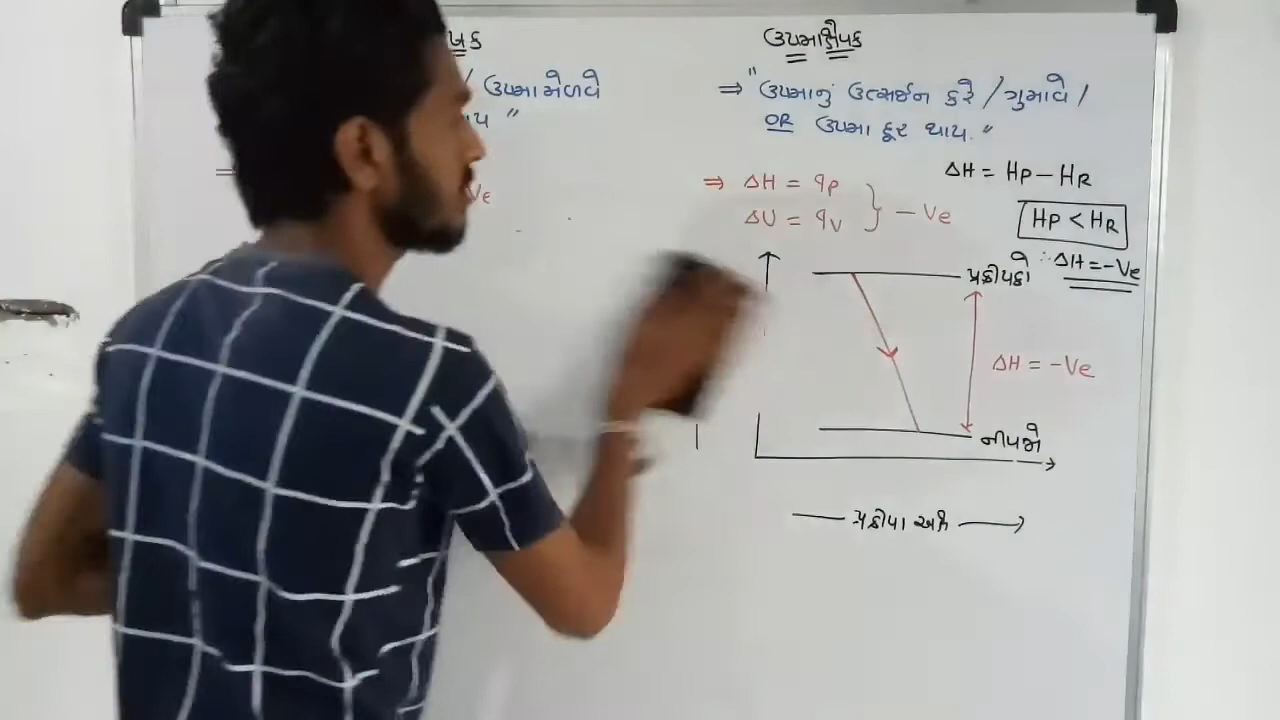 ઉષ્માક્ષેપક
/ ઉષ્મા મેળવે
"
⇒ "ઉષ્માનું ઉત્સર્જન કરે / ગુમાવે /
OR ઉષ્મા દૂર થાય."
ΔH = HP − HR
⇒ ΔH = qp
ΔU = qv } − Ve
HP < HR
∴ ΔH = −Ve
પ્રક્રીયકો
ΔH = −Ve
નીપજો
પ્રક્રીયા અક્ષ